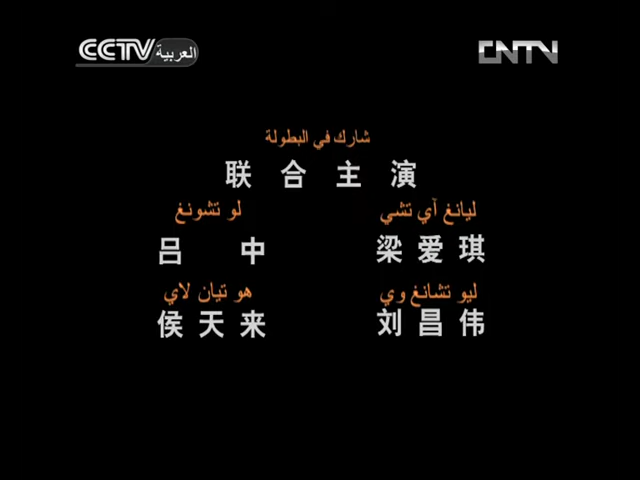 CCTV العربية
CNTV
شارك في البطولة
联合主演
لو تشونغ
ليانغ آي تشي
吕中
梁爱琪
هو تيان لاي
ليو تشانغ وي
侯天来
刘昌伟